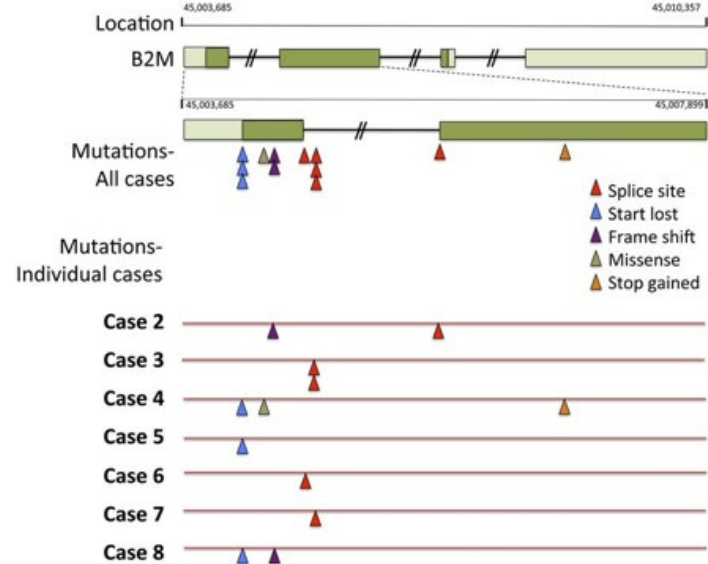 45,003,685 45,010,357
Location
B2M
45,003,685 45,007,899
Mutations-
All cases
Splice site
Start lost
Frame shift
Missense
Stop gained
Mutations-
Individual cases
Case 2
Case 3
Case 4
Case 5
Case 6
Case 7
Case 8